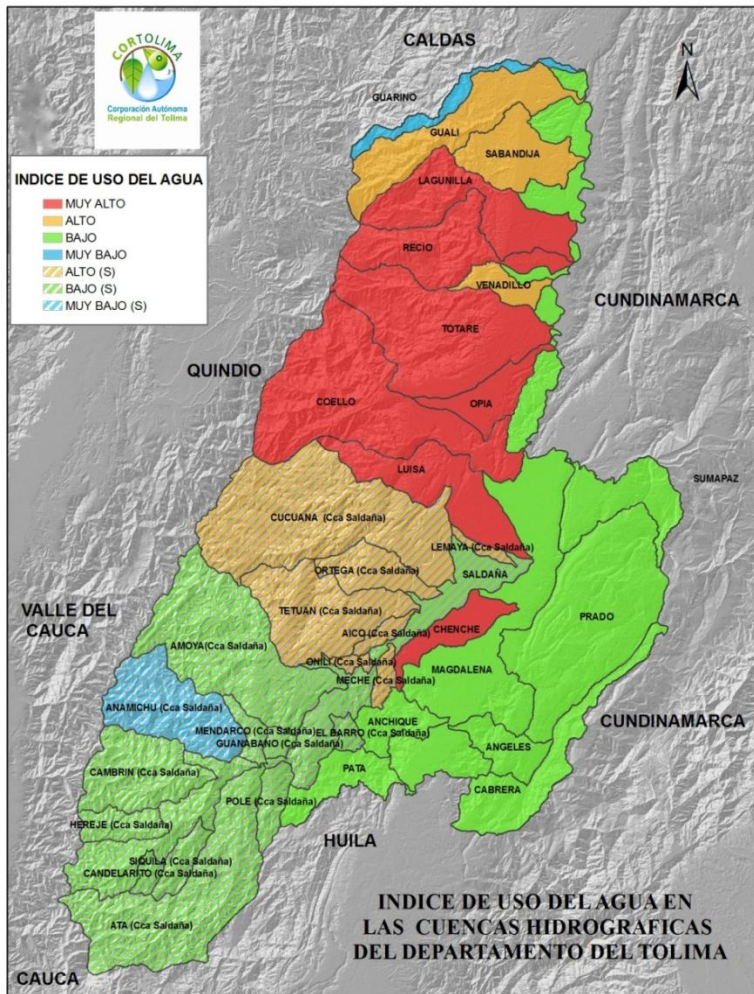 CALDAS
CORTOLIMA
Corporación Autónoma
Regional del Tolima
N
GUARINO
GUALI
SABANDIJA
INDICE DE USO DEL AGUA
MUY ALTO
ALTO
BAJO
MUY BAJO
ALTO (S)
BAJO (S)
MUY BAJO (S)
LAGUNILLA
RECIO
VENADILLO
CUNDINAMARCA
TOTARE
QUINDIO
COELLO
OPIA
LUISA
SUMAPAZ
CUCUANA (Cca Saldaña)
LEMAYA (Cca Saldaña)
ORTEGA (Cca Saldaña)
SALDAÑA
VALLE DEL
CAUCA
TETUAN (Cca Saldaña)
PRADO
AICO (Cca Saldaña)
CHENCHE
AMOYA(Cca Saldaña)
ONILI (Cca Saldaña)
MECHE (Cca Saldaña)
MAGDALENA
ANAMICHU (Cca Saldaña)
CUNDINAMARCA
MENDARCO (Cca Saldaña)
EL BARRO (Cca Saldaña)
ANCHIQUE
GUANABANO (Cca Saldaña)
ANGELES
PATA
CAMBRIN (Cca Saldaña)
CABRERA
POLE (Cca Saldaña)
HEREJE (Cca Saldaña)
HUILA
SIQUILA (Cca Saldaña)
CANDELARITO (Cca Saldaña)
ATA (Cca Saldaña)
INDICE DE USO DEL AGUA EN
LAS CUENCAS HIDROGRAFICAS
DEL DEPARTAMENTO DEL TOLIMA
CAUCA